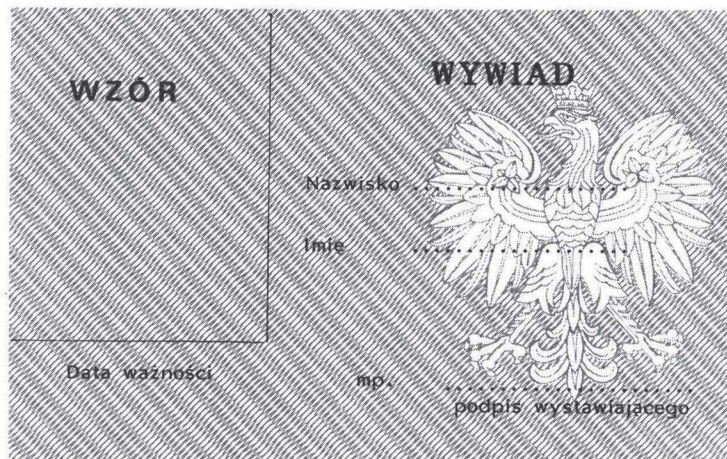 WZÓR
WYWIAD
Nazwisko ..............................
Imię ..............................
Data ważności
mp. ..............................
podpis wystawiającego